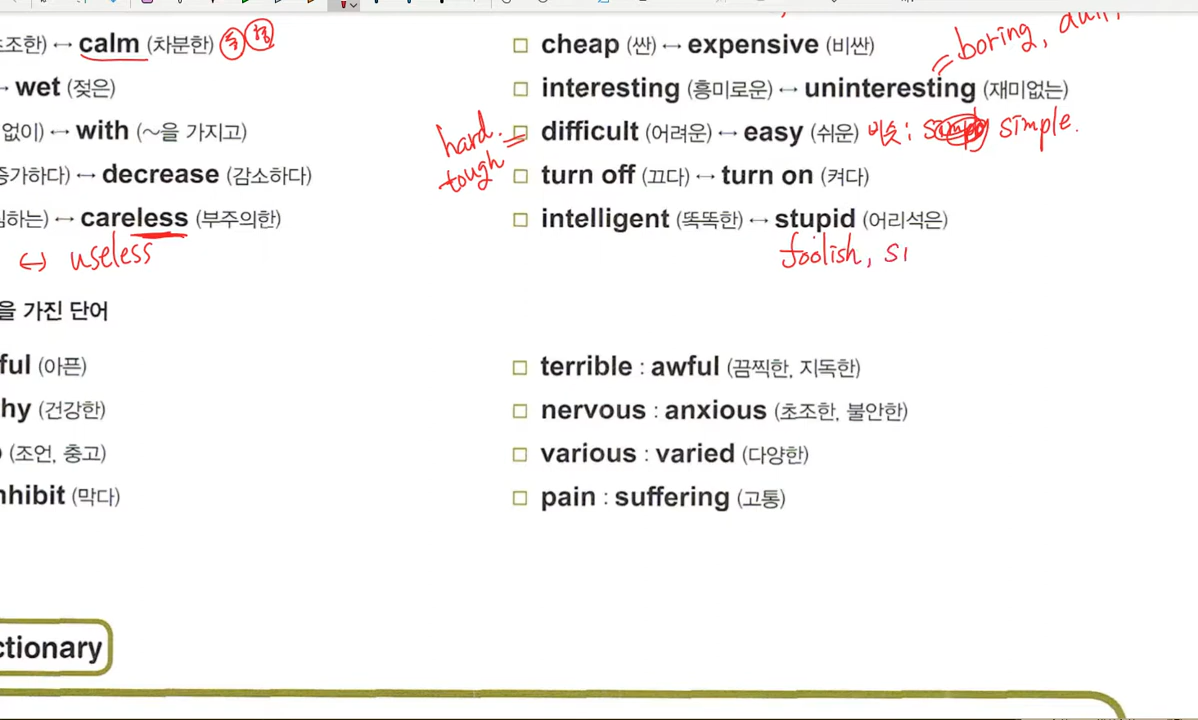 초조한) ↔ calm (차분한) 측 형
↔ wet (젖은)
없이) ↔ with (~을 가지고)
증가하다) ↔ decrease (감소하다)
↔ careless (부주의한)
↔ useless
을 가진 단어
ful (아픈)
hy (건강한)
(조언, 충고)
nhibit (막다)
ctionary
cheap (싼) ↔ expensive (비싼)
= boring, dull,
interesting (흥미로운) ↔ uninteresting (재미없는)
hard.
tough =
difficult (어려운) ↔ easy (쉬운) 비슷: simple.
turn off (끄다) ↔ turn on (켜다)
intelligent (똑똑한) ↔ stupid (어리석은)
foolish, si
terrible : awful (끔찍한, 지독한)
nervous : anxious (초조한, 불안한)
various : varied (다양한)
pain : suffering (고통)